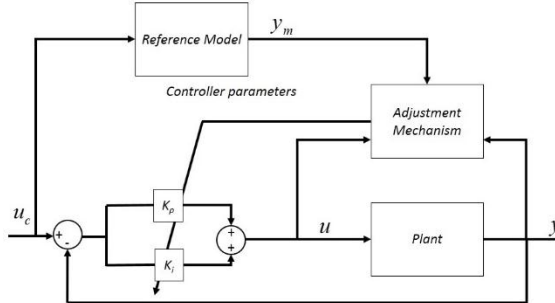 Reference Model
y_m
Controller parameters
Adjustment
Mechanism
u_c
+
-
K_p
K_i
+
+
u
Plant
y